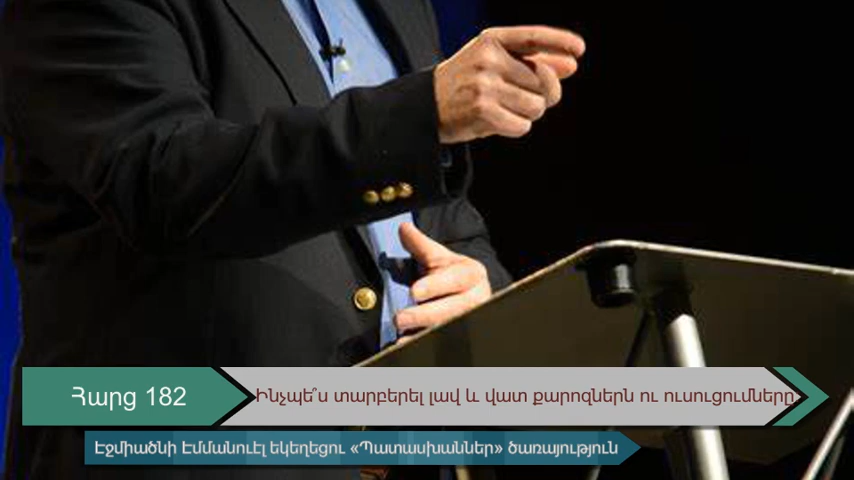 Հարց 182
Ինչպե՞ս տարբերել լավ և վատ քարոզներն ու ուսուցումները
Էջմիածնի Էմմանուէլ եկեղեցու «Պատասխաններ» ծառայություն